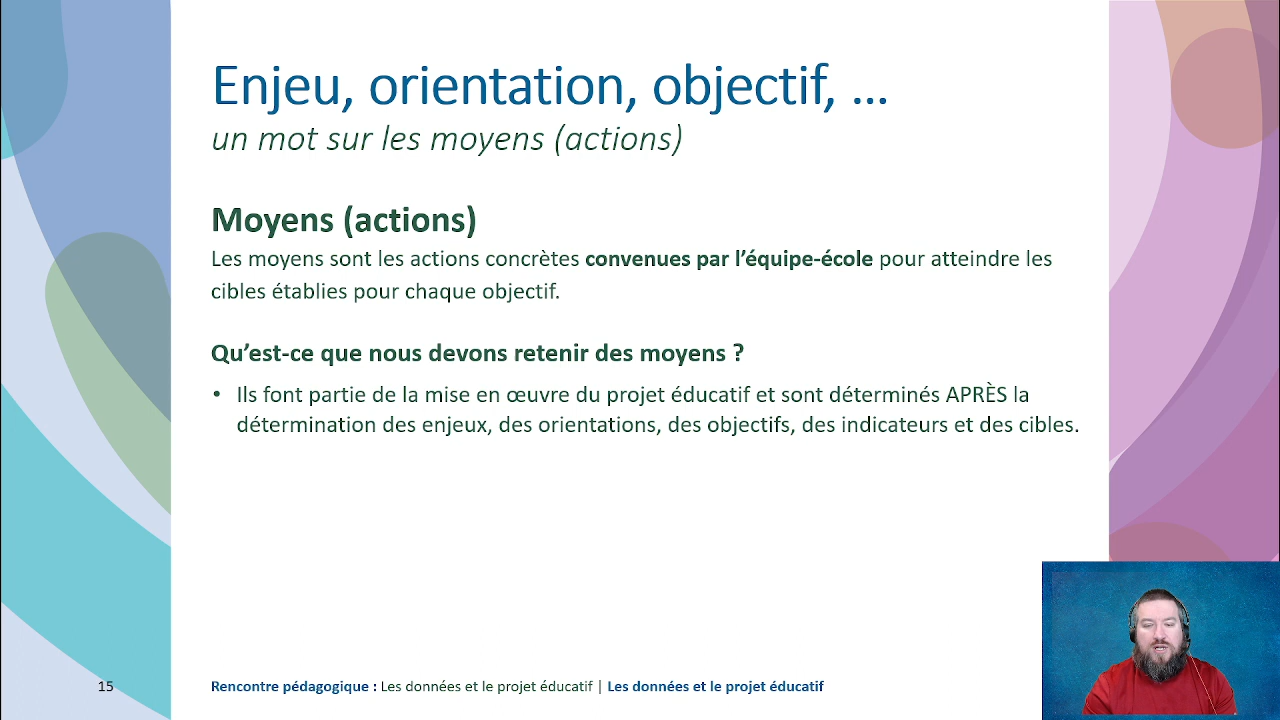 Enjeu, orientation, objectif, ...
un mot sur les moyens (actions)
Moyens (actions)
Les moyens sont les actions concrètes convenues par l’équipe-école pour atteindre les
cibles établies pour chaque objectif.
Qu’est-ce que nous devons retenir des moyens ?
• Ils font partie de la mise en œuvre du projet éducatif et sont déterminés APRÈS la
détermination des enjeux, des orientations, des objectifs, des indicateurs et des cibles.
15
Rencontre pédagogique : Les données et le projet éducatif | Les données et le projet éducatif